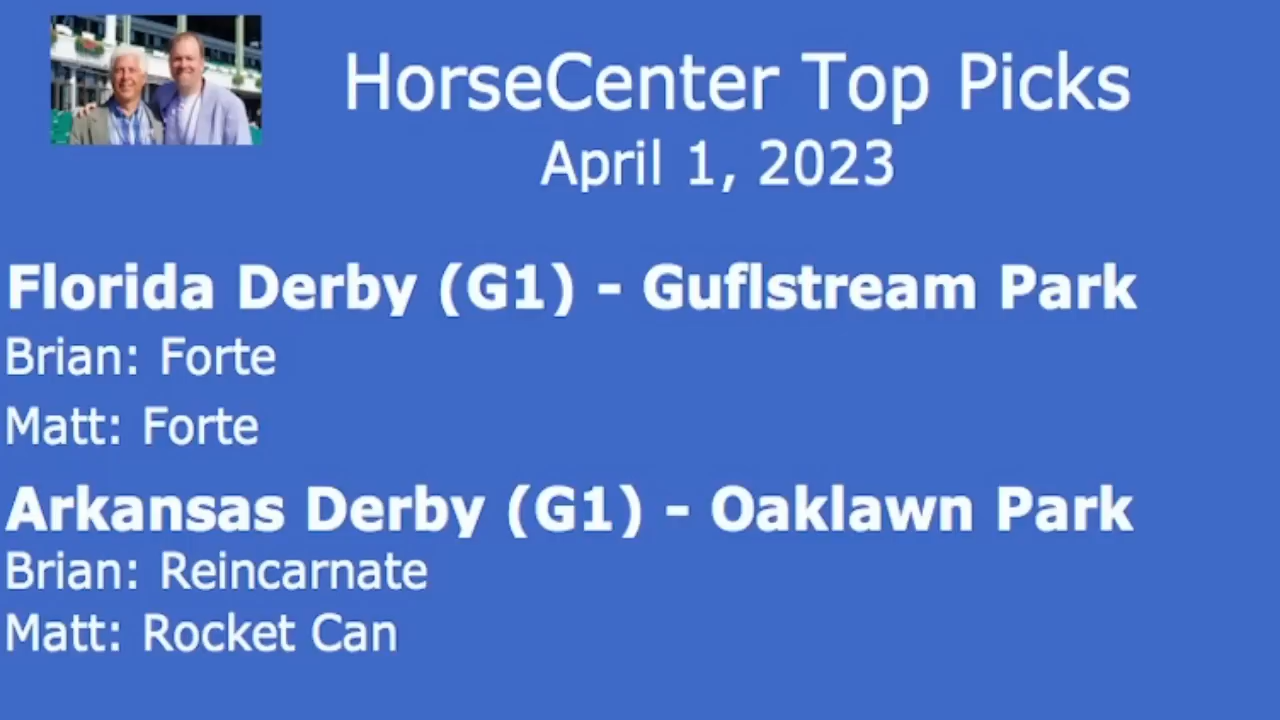 HorseCenter Top Picks
April 1, 2023
Florida Derby (G1) - Guflstream Park
Brian: Forte
Matt: Forte
Arkansas Derby (G1) - Oaklawn Park
Brian: Reincarnate
Matt: Rocket Can